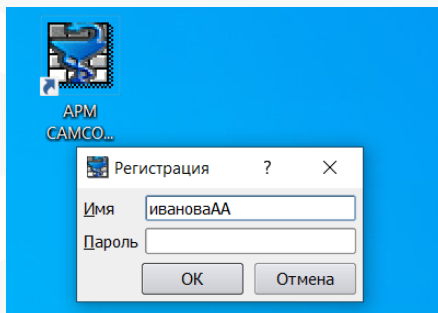 АРМ
САМСО...
Регистрация ?
Имя ивановаАА
Пароль
ОК Отмена